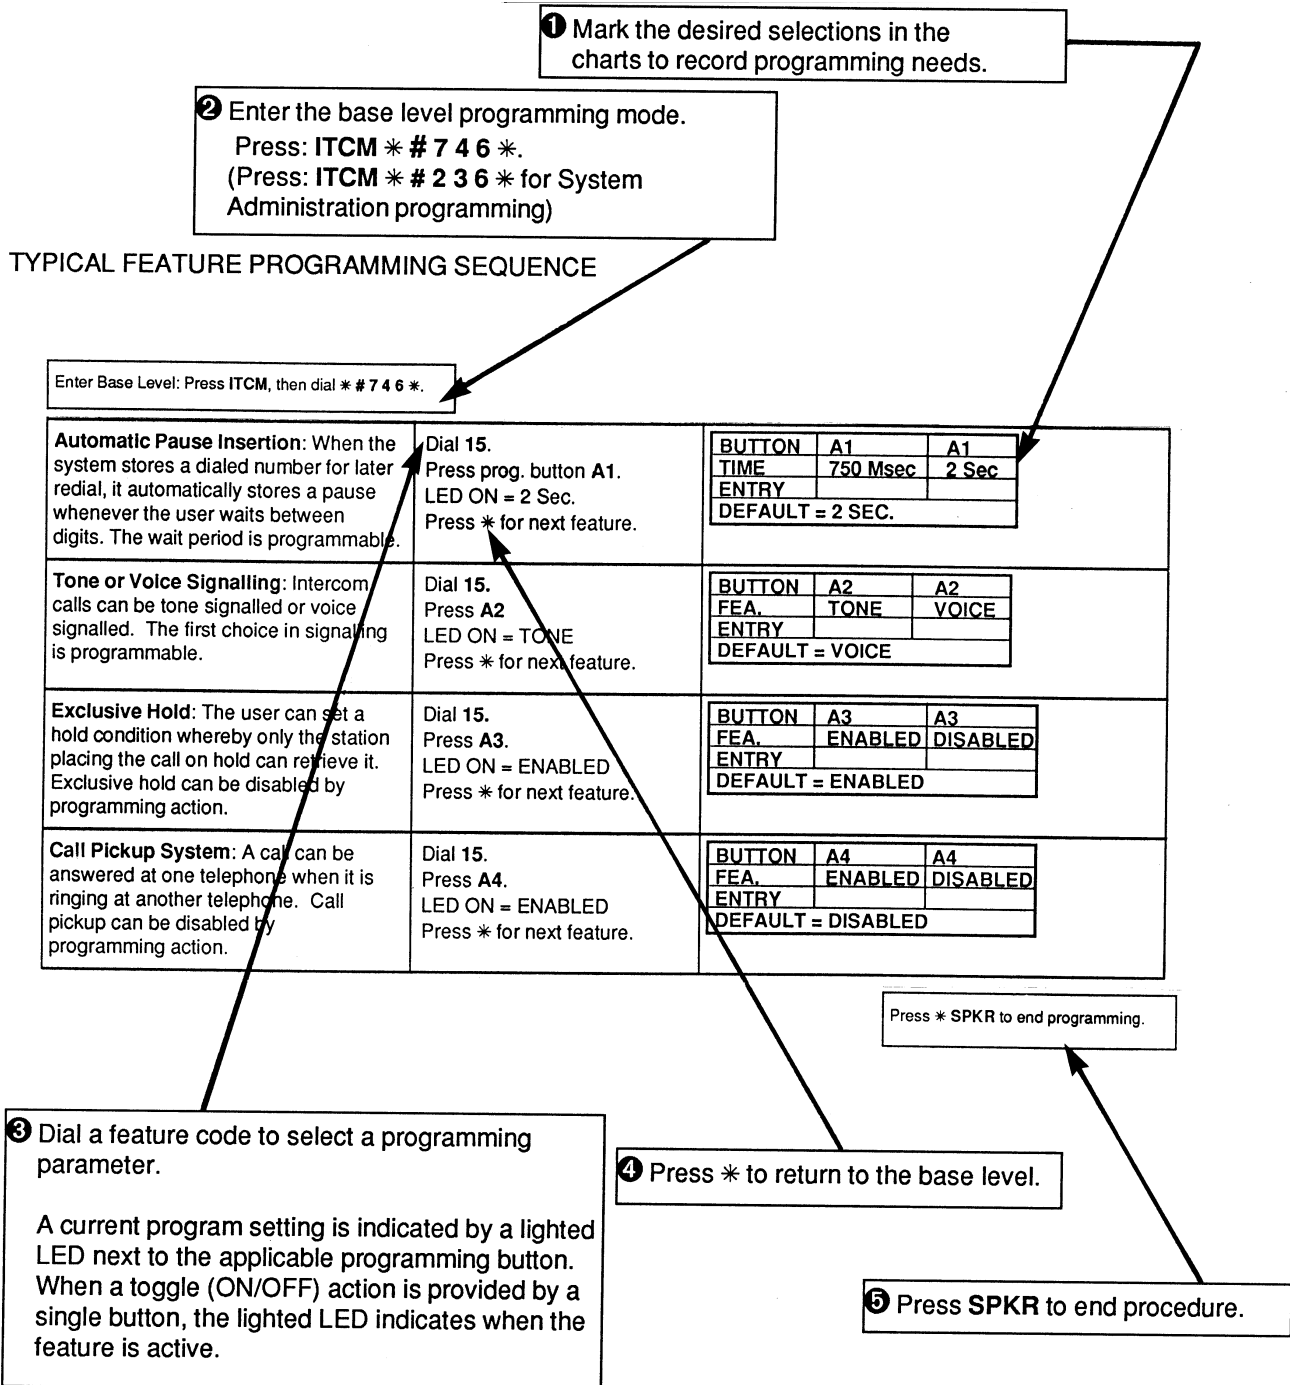 ❶ Mark the desired selections in the
charts to record programming needs.
❷ Enter the base level programming mode.
Press: ITCM ✳ # 7 4 6 ✳.
(Press: ITCM ✳ # 2 3 6 ✳ for System
Administration programming)
TYPICAL FEATURE PROGRAMMING SEQUENCE
Enter Base Level: Press ITCM, then dial ✳ # 7 4 6 ✳.
Automatic Pause Insertion: When the
system stores a dialed number for later
redial, it automatically stores a pause
whenever the user waits between
digits. The wait period is programmable.
Dial 15.
Press prog. button A1.
LED ON = 2 Sec.
Press ✳ for next feature.
BUTTON A1 A1
TIME 750 Msec 2 Sec
ENTRY
DEFAULT = 2 SEC.
Tone or Voice Signalling: Intercom
calls can be tone signalled or voice
signalled. The first choice in signalling
is programmable.
Dial 15.
Press A2
LED ON = TONE
Press ✳ for next feature.
BUTTON A2 A2
FEA. TONE VOICE
ENTRY
DEFAULT = VOICE
Exclusive Hold: The user can set a
hold condition whereby only the station
placing the call on hold can retrieve it.
Exclusive hold can be disabled by
programming action.
Dial 15.
Press A3.
LED ON = ENABLED
Press ✳ for next feature.
BUTTON A3 A3
FEA. ENABLED DISABLED
ENTRY
DEFAULT = ENABLED
Call Pickup System: A call can be
answered at one telephone when it is
ringing at another telephone. Call
pickup can be disabled by
programming action.
Dial 15.
Press A4.
LED ON = ENABLED
Press ✳ for next feature.
BUTTON A4 A4
FEA. ENABLED DISABLED
ENTRY
DEFAULT = DISABLED
Press ✳ SPKR to end programming.
❸ Dial a feature code to select a programming
parameter.
A current program setting is indicated by a lighted
LED next to the applicable programming button.
When a toggle (ON/OFF) action is provided by a
single button, the lighted LED indicates when the
feature is active.
❹ Press ✳ to return to the base level.
❺ Press SPKR to end procedure.